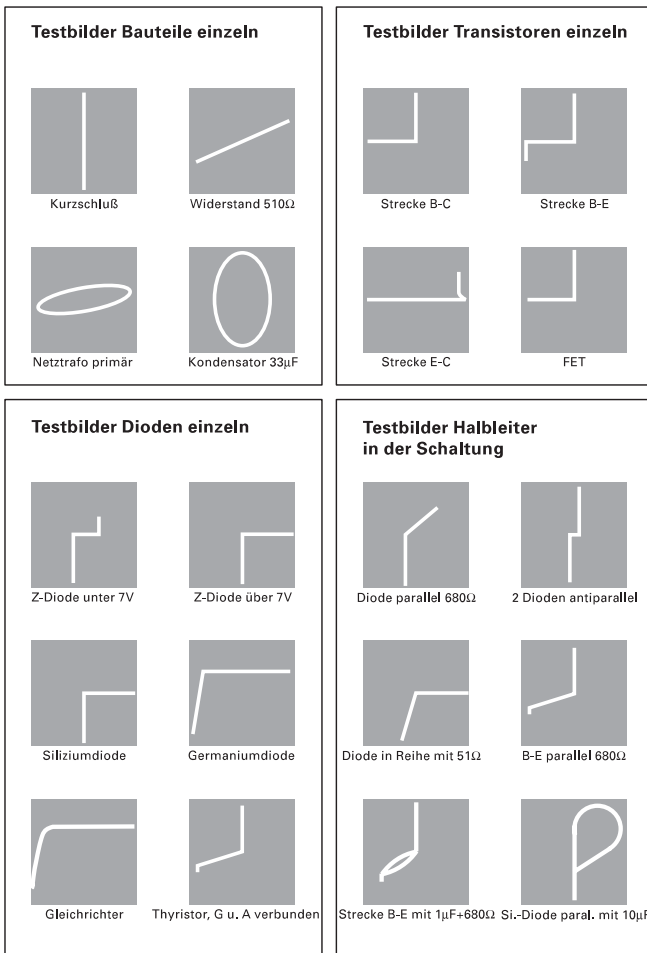 Testbilder Bauteile einzeln
Kurzschluß
Widerstand 510Ω
Netztrafo primär
Kondensator 33µF
Testbilder Transistoren einzeln
Strecke B-C
Strecke B-E
Strecke E-C
FET
Testbilder Dioden einzeln
Z-Diode unter 7V
Z-Diode über 7V
Siliziumdiode
Germaniumdiode
Gleichrichter
Thyristor, G u. A verbunden
Testbilder Halbleiter
in der Schaltung
Diode parallel 680Ω
2 Dioden antiparallel
Diode in Reihe mit 51Ω
B-E parallel 680Ω
Strecke B-E mit 1µF+680Ω
Si.-Diode paral. mit 10µF